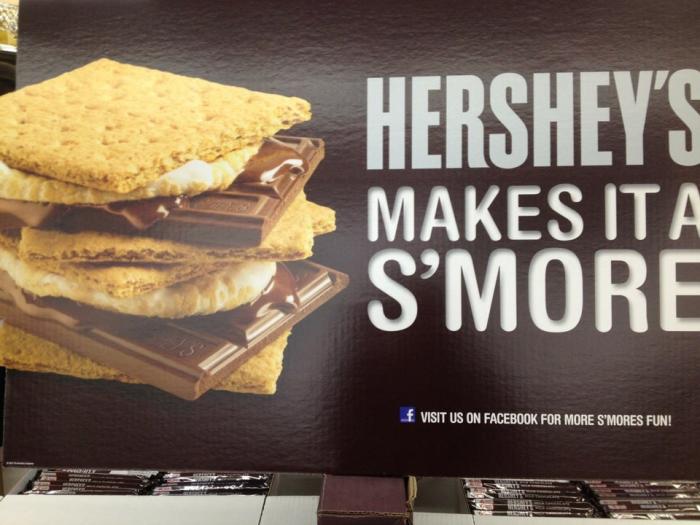 HERSHEY'S
MAKES IT A
S'MORE
f VISIT US ON FACEBOOK FOR MORE S'MORES FUN!